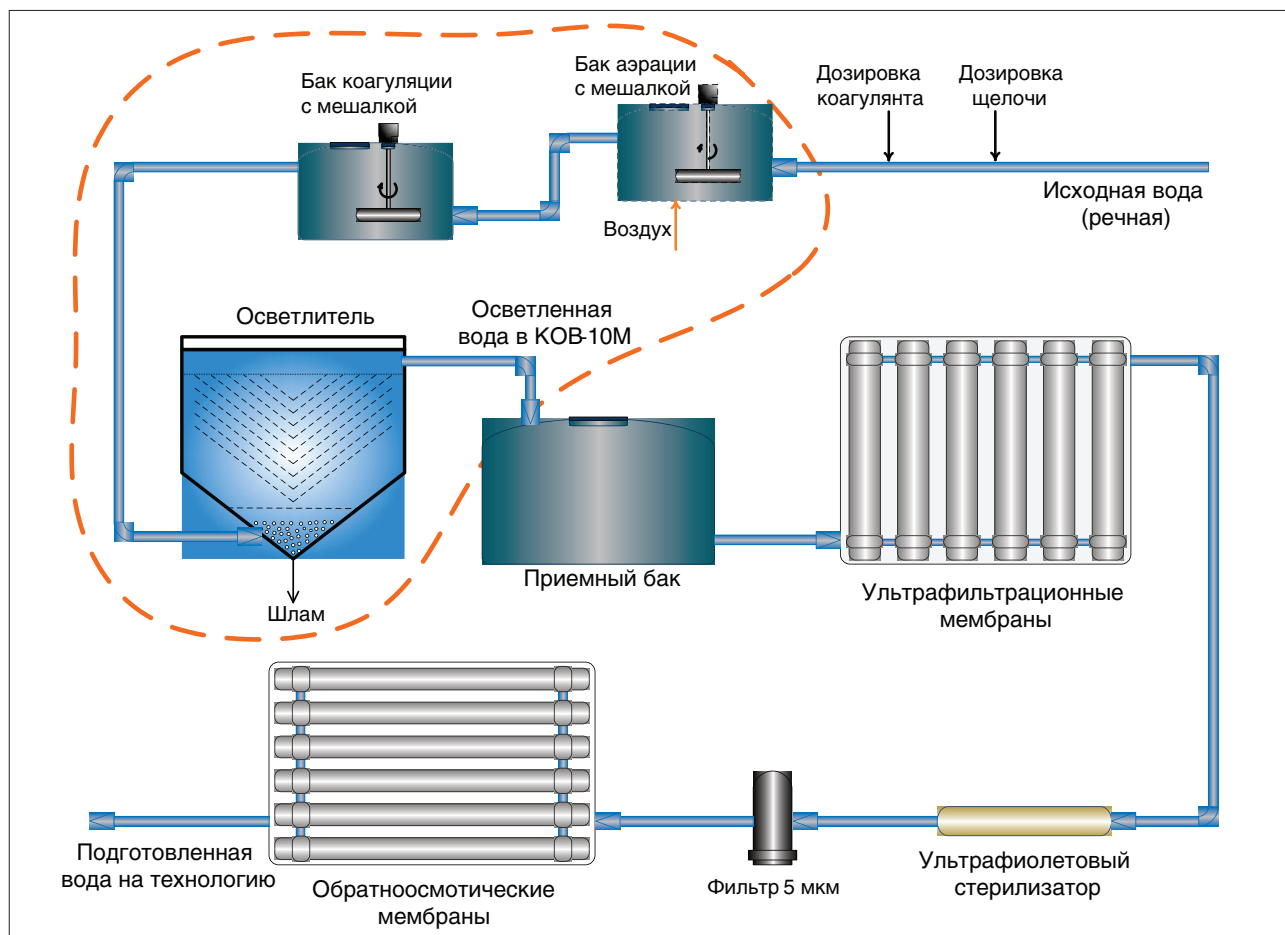 Бак коагуляции
с мешалкой
Бак аэрации
с мешалкой
Дозировка
коагулянта
Дозировка
щелочи
Исходная вода
(речная)
Воздух
Осветлитель
Осветленная
вода в КОВ-10М
Шлам
Приемный бак
Ультрафильтрационные
мембраны
Подготовленная
вода на технологию
Обратноосмотические
мембраны
Фильтр 5 мкм
Ультрафиолетовый
стерилизатор